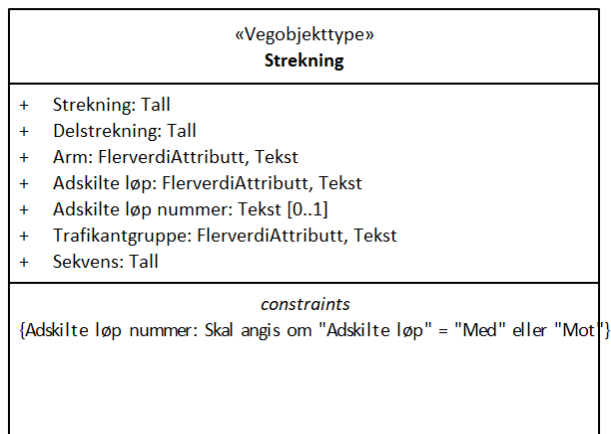 «Vegobjekttype»
Strekning
+ Strekning: Tall
+ Delstrekning: Tall
+ Arm: FlerverdiAttributt, Tekst
+ Adskilte løp: FlerverdiAttributt, Tekst
+ Adskilte løp nummer: Tekst [0..1]
+ Trafikantgruppe: FlerverdiAttributt, Tekst
+ Sekvens: Tall
constraints
{Adskilte løp nummer: Skal angis om "Adskilte løp" = "Med" eller "Mot"}